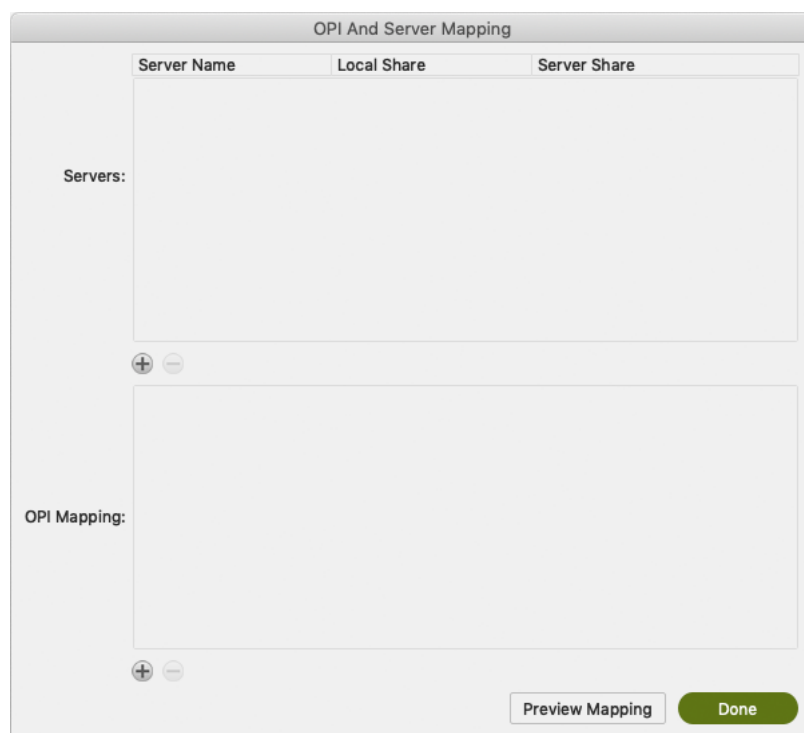 OPI And Server Mapping
Server Name Local Share Server Share
Servers:
OPI Mapping:
Preview Mapping Done